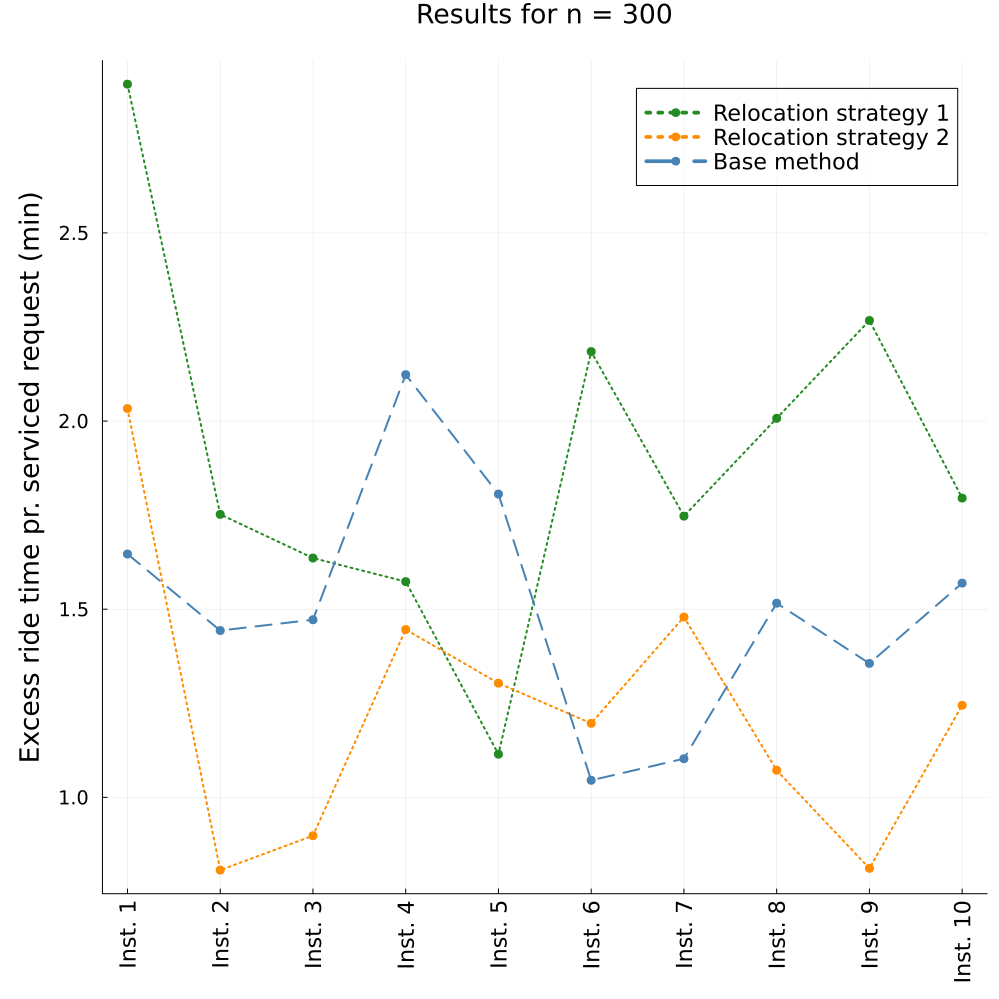 Results for n = 300
Relocation strategy 1
Relocation strategy 2
Base method
Excess ride time pr. serviced request (min)
2.5
2.0
1.5
1.0
Inst. 1
Inst. 2
Inst. 3
Inst. 4
Inst. 5
Inst. 6
Inst. 7
Inst. 8
Inst. 9
Inst. 10